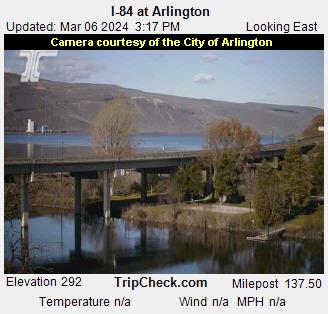 I-84 at Arlington
Updated: Mar 06 2024 3:17 PM Looking East
Camera courtesy of the City of Arlington
Elevation 292 TripCheck.com Milepost 137.50
Temperature n/a Wind n/a MPH n/a